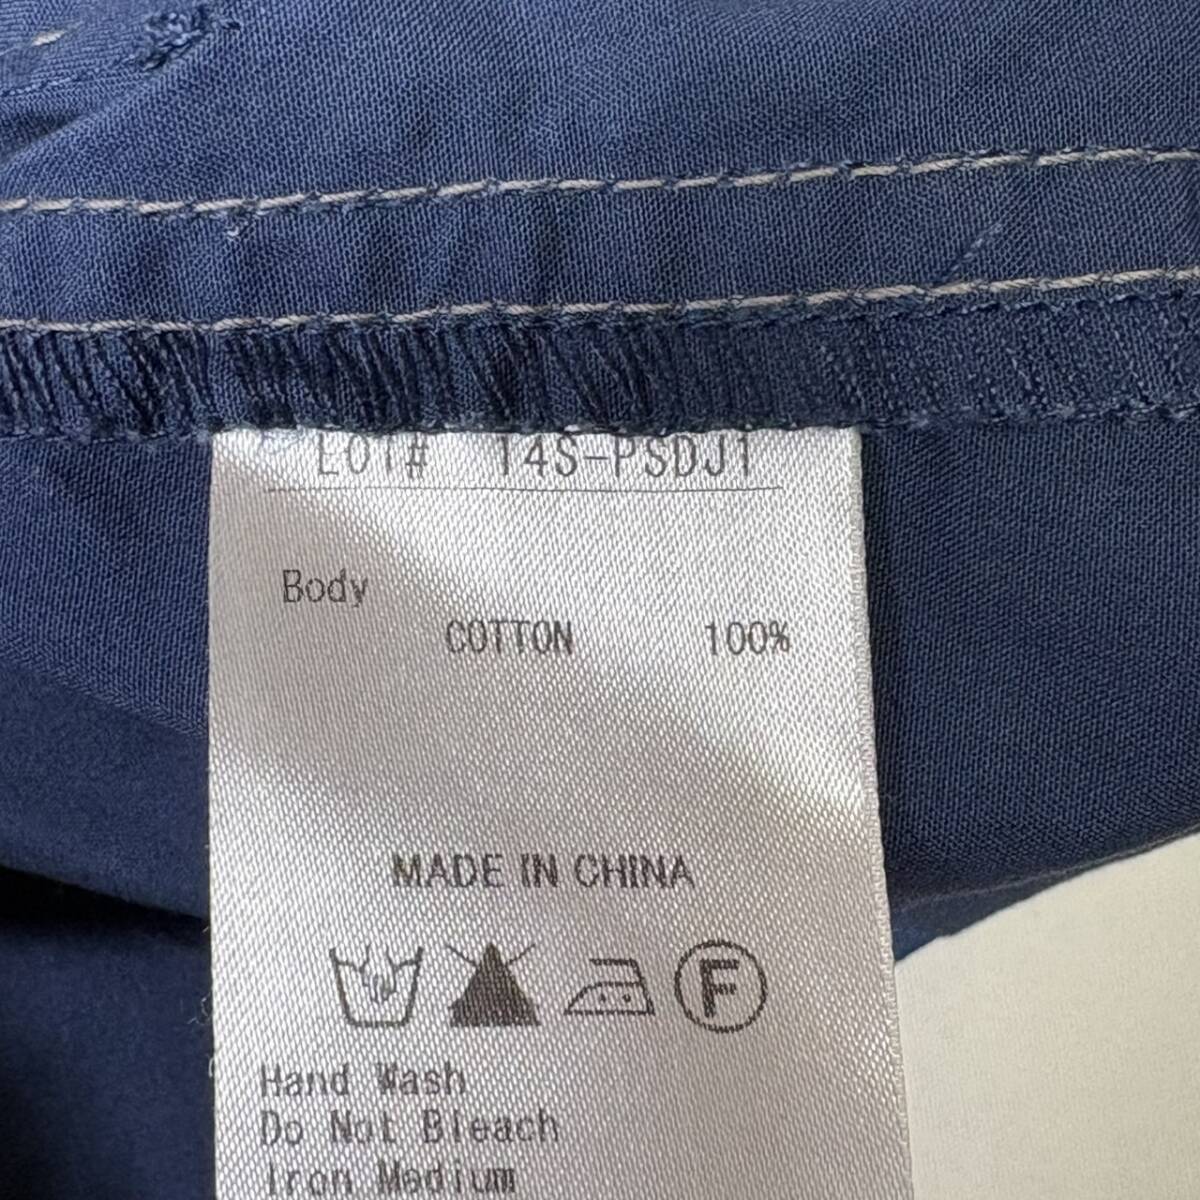 LOT# 14S-PSDJ1
Body
COTTON 100%
MADE IN CHINA
F
Hand Wash
Do Not Bleach
Iron Medium